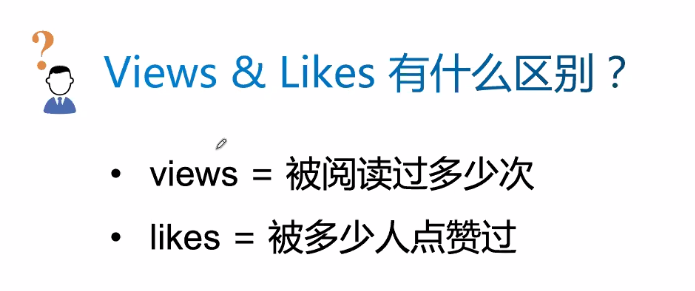 Views & Likes 有什么区别？
• views = 被阅读过多少次
• likes = 被多少人点赞过